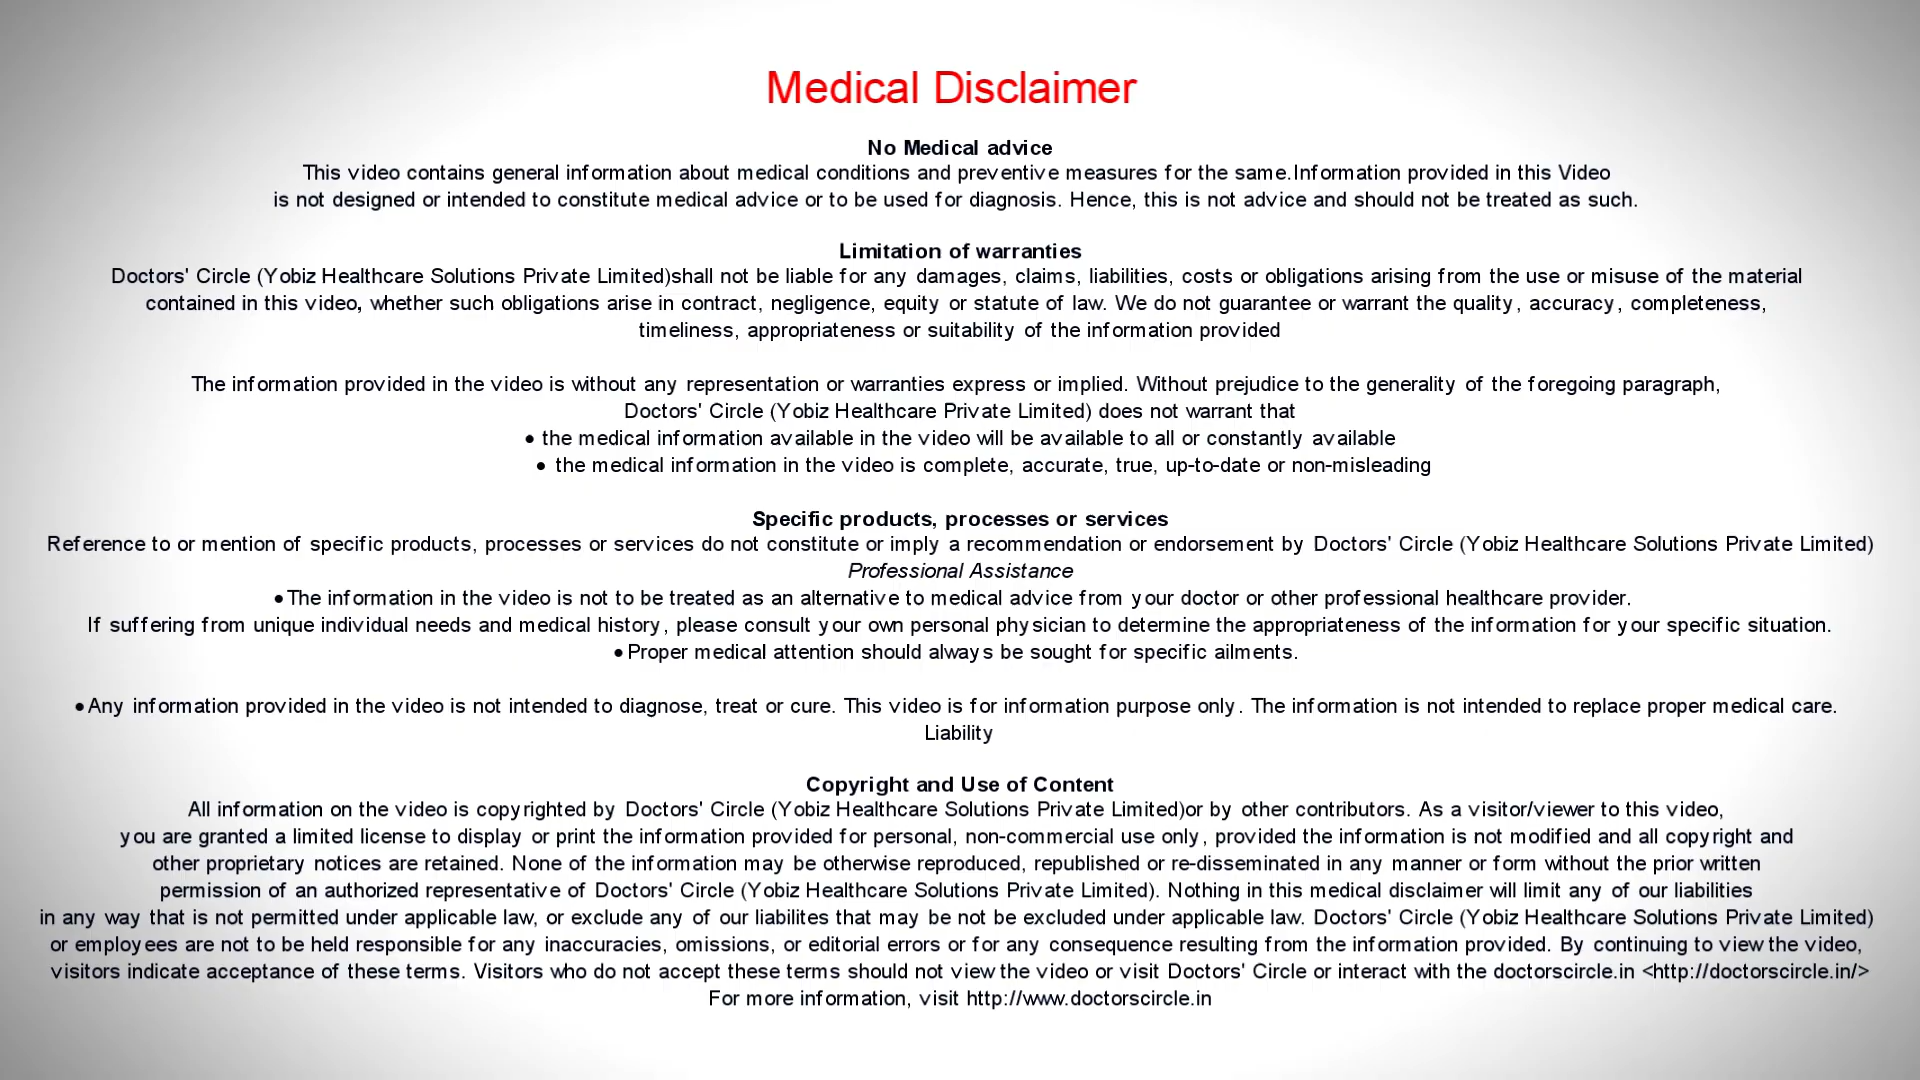 Medical Disclaimer
No Medical advice
This video contains general information about medical conditions and preventive measures for the same.Information provided in this Video
is not designed or intended to constitute medical advice or to be used for diagnosis. Hence, this is not advice and should not be treated as such.
Limitation of warranties
Doctors' Circle (Yobiz Healthcare Solutions Private Limited)shall not be liable for any damages, claims, liabilities, costs or obligations arising from the use or misuse of the material
contained in this video, whether such obligations arise in contract, negligence, equity or statute of law. We do not guarantee or warrant the quality, accuracy, completeness,
timeliness, appropriateness or suitability of the information provided
The information provided in the video is without any representation or warranties express or implied. Without prejudice to the generality of the foregoing paragraph,
Doctors' Circle (Yobiz Healthcare Private Limited) does not warrant that
• the medical information available in the video will be available to all or constantly available
• the medical information in the video is complete, accurate, true, up-to-date or non-misleading
Specific products, processes or services
Reference to or mention of specific products, processes or services do not constitute or imply a recommendation or endorsement by Doctors' Circle (Yobiz Healthcare Solutions Private Limited)
Professional Assistance
•The information in the video is not to be treated as an alternative to medical advice from your doctor or other professional healthcare provider.
If suffering from unique individual needs and medical history, please consult your own personal physician to determine the appropriateness of the information for your specific situation.
•Proper medical attention should always be sought for specific ailments.
•Any information provided in the video is not intended to diagnose, treat or cure. This video is for information purpose only. The information is not intended to replace proper medical care.
Liability
Copyright and Use of Content
All information on the video is copyrighted by Doctors' Circle (Yobiz Healthcare Solutions Private Limited)or by other contributors. As a visitor/viewer to this video,
you are granted a limited license to display or print the information provided for personal, non-commercial use only, provided the information is not modified and all copyright and
other proprietary notices are retained. None of the information may be otherwise reproduced, republished or re-disseminated in any manner or form without the prior written
permission of an authorized representative of Doctors' Circle (Yobiz Healthcare Solutions Private Limited). Nothing in this medical disclaimer will limit any of our liabilities
in any way that is not permitted under applicable law, or exclude any of our liabilites that may be not be excluded under applicable law. Doctors' Circle (Yobiz Healthcare Solutions Private Limited)
or employees are not to be held responsible for any inaccuracies, omissions, or editorial errors or for any consequence resulting from the information provided. By continuing to view the video,
visitors indicate acceptance of these terms. Visitors who do not accept these terms should not view the video or visit Doctors' Circle or interact with the doctorscircle.in <http://doctorscircle.in/>
For more information, visit http://www.doctorscircle.in